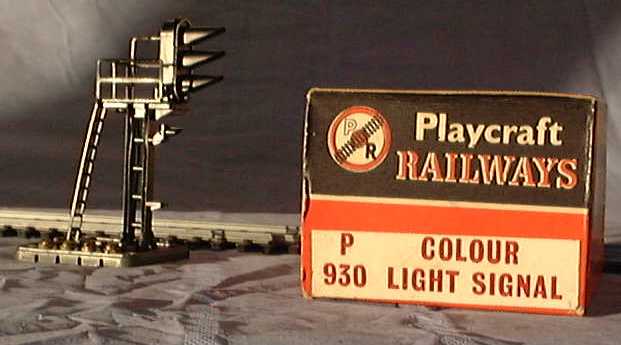 P R
Playcraft
RAILWAYS
P COLOUR
930 LIGHT SIGNAL